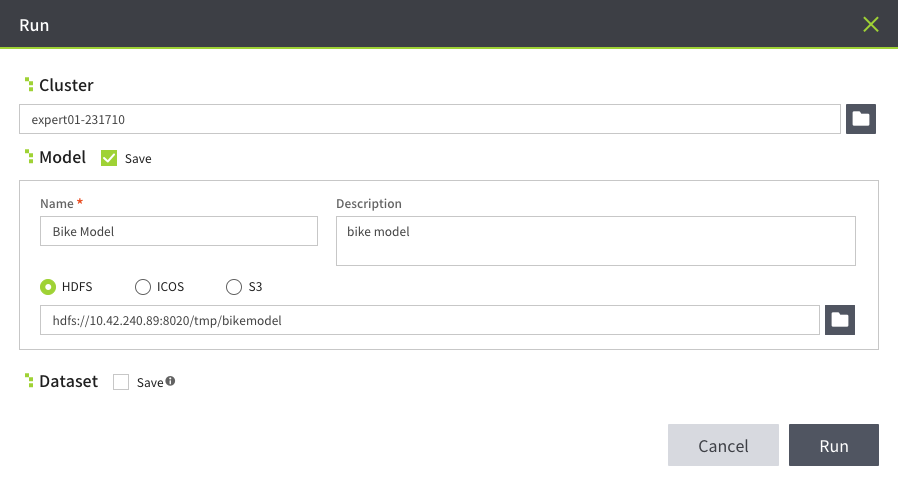 Run
Cluster
expert01-231710
Model Save
Name * Description
Bike Model bike model
HDFS ICOS S3
hdfs://10.42.240.89:8020/tmp/bikemodel
Dataset Save
Cancel Run